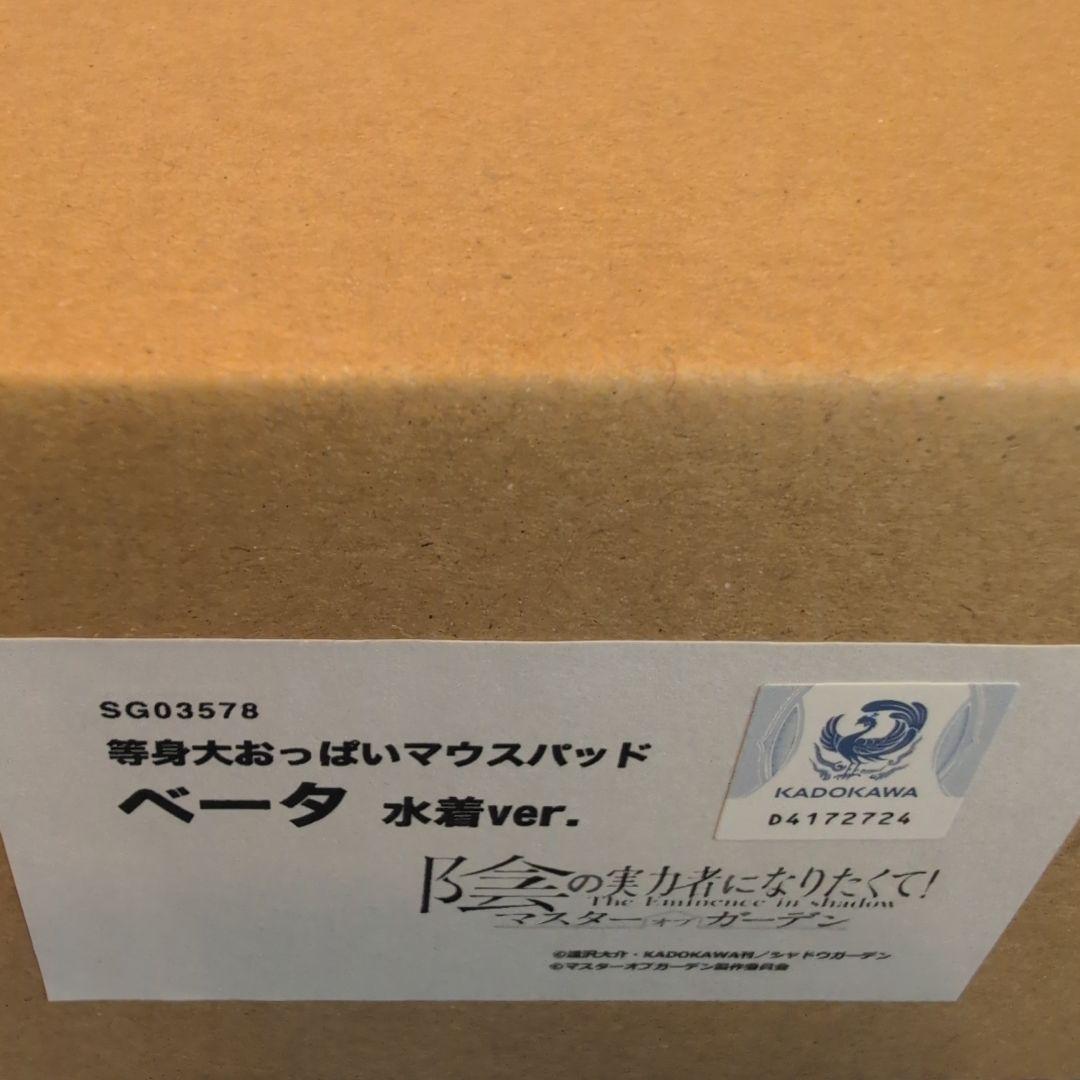 SG03578
等身大おっぱいマウスパッド
ベータ 水着ver.
KADOKAWA
D4172724
陰の実力者になりたくて!
The Eminence in shadow
マスターオブガーデン
©逢沢大介・KADOKAWA刊/シャドウガーデン
©マスターオブガーデン製作委員会